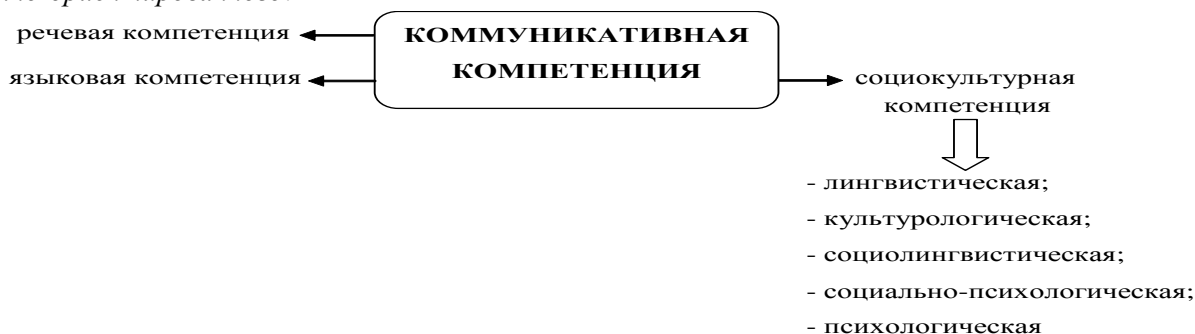 речевая компетенция
КОММУНИКАТИВНАЯ
языковая компетенция
КОМПЕТЕНЦИЯ
социокультурная
компетенция
- лингвистическая;
- культурологическая;
- социолингвистическая;
- социально-психологическая;
- психологическая